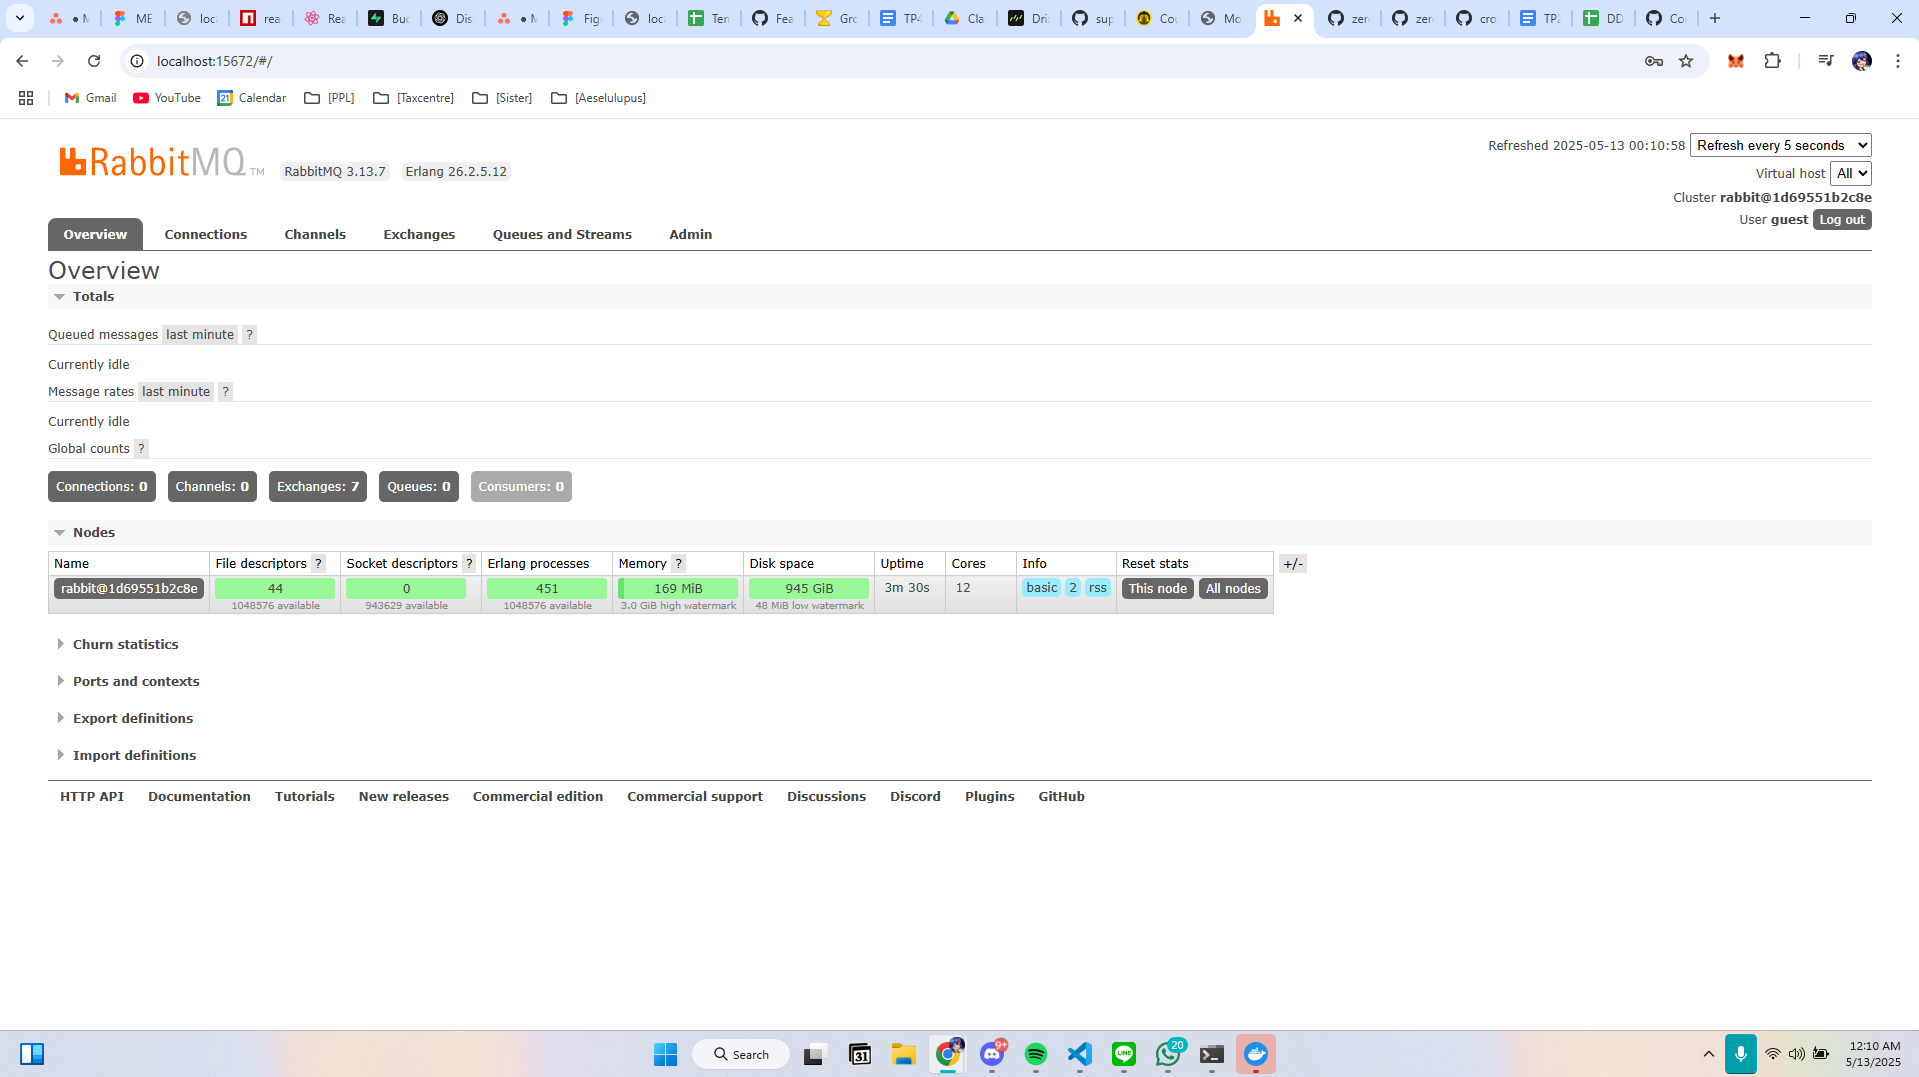 M
ME
loca
rea
Rea
Buc
Dis
M
Fig
loca
Ten
Fea
Gro
TP4
Cla
Driz
sup
Cou
Mo
zer
zer
cro
TP2
DD
Co
localhost:15672/#/
Gmail YouTube Calendar [PPL] [Taxcentre] [Sister] [Aeselulupus]
RabbitMQ TM RabbitMQ 3.13.7 Erlang 26.2.5.12
Refreshed 2025-05-13 00:10:58 Refresh every 5 seconds
Virtual host All
Cluster rabbit@1d69551b2c8e
User guest Log out
Overview Connections Channels Exchanges Queues and Streams Admin
Overview
Totals
Queued messages last minute ?
Currently idle
Message rates last minute ?
Currently idle
Global counts ?
Connections: 0 Channels: 0 Exchanges: 7 Queues: 0 Consumers: 0
Nodes
Name File descriptors ? Socket descriptors ? Erlang processes Memory ? Disk space Uptime Cores Info Reset stats +/-
rabbit@1d69551b2c8e 44 0 451 169 MiB 945 GiB 3m 30s 12 basic 2 rss This node All nodes
1048576 available 943629 available 1048576 available 3.0 GiB high watermark 48 MiB low watermark
Churn statistics
Ports and contexts
Export definitions
Import definitions
HTTP API Documentation Tutorials New releases Commercial edition Commercial support Discussions Discord Plugins GitHub
Search
31
9+
LINE
20
12:10 AM
5/13/2025